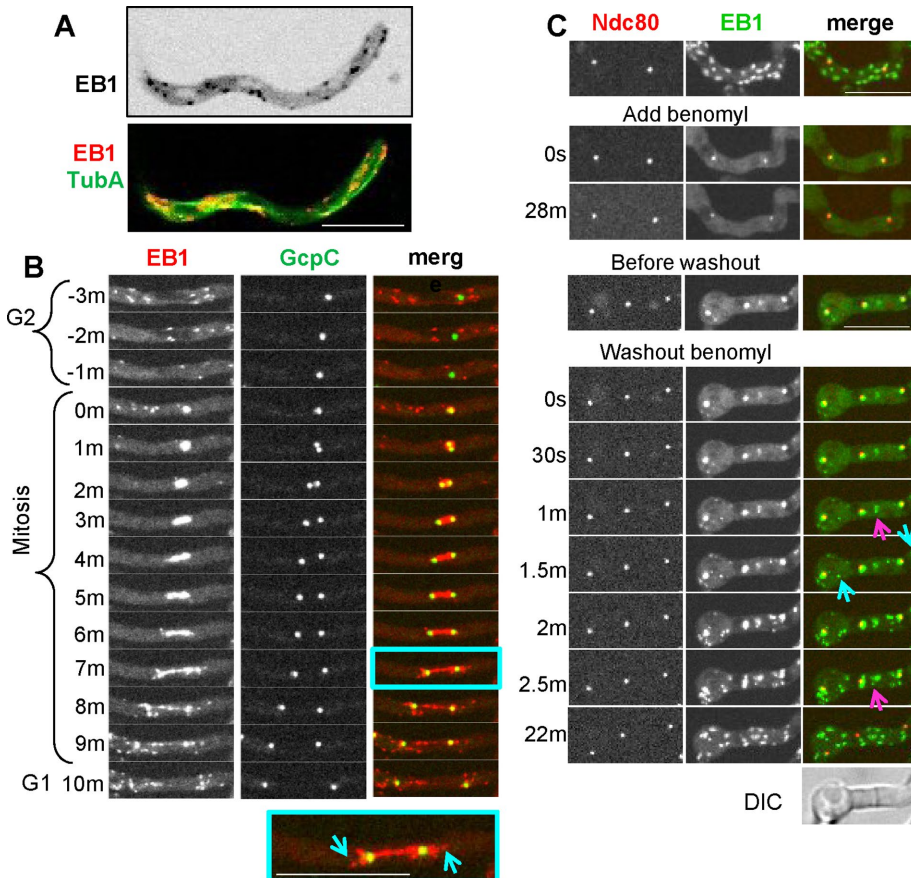 A
EB1
EB1
TubA
B
EB1 GcpC merg
e
G2
-3m
-2m
-1m
Mitosis
0m
1m
2m
3m
4m
5m
6m
7m
8m
9m
G1 10m
C
Ndc80 EB1 merge
Add benomyl
0s
28m
Before washout
Washout benomyl
0s
30s
1m
1.5m
2m
2.5m
22m
DIC